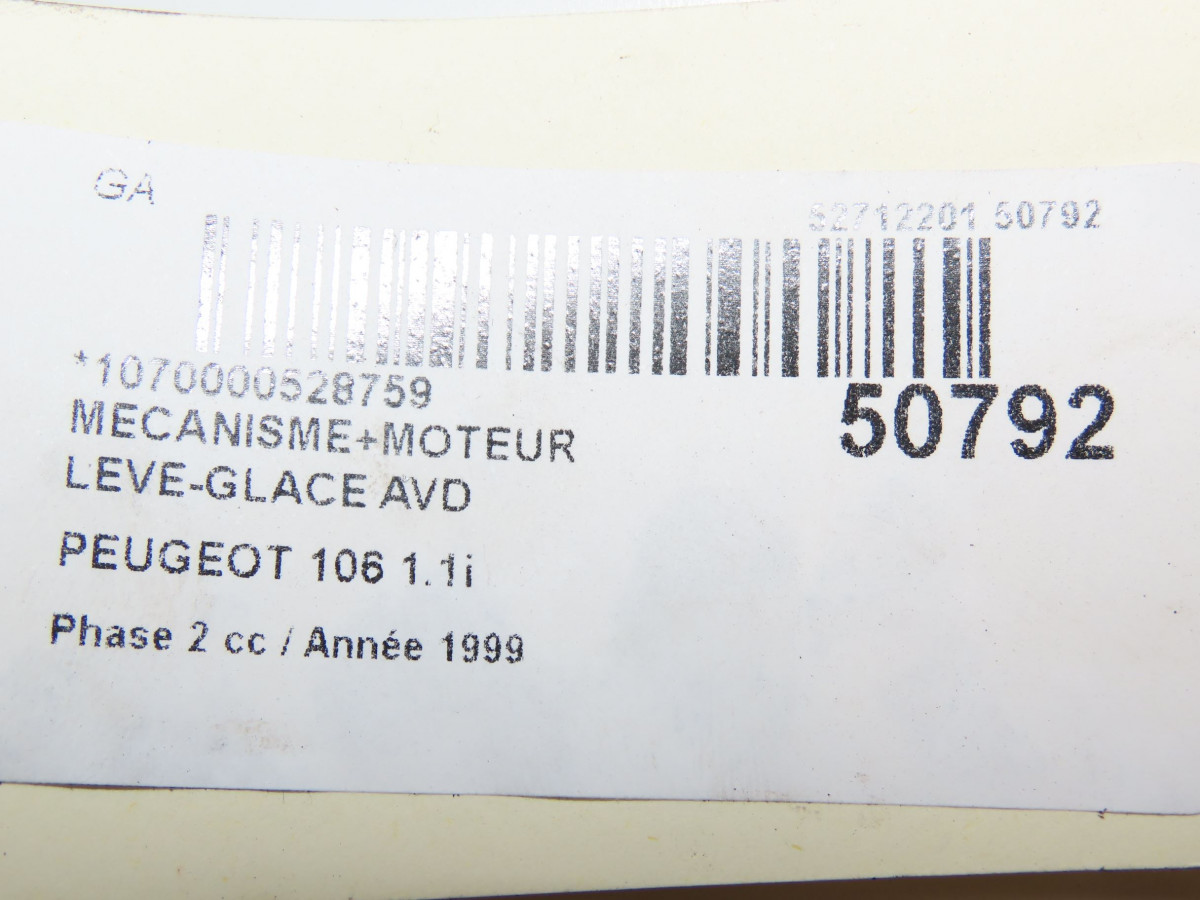 GA
52712201 50792
*1070000528759
50792
MECANISME+MOTEUR
LEVE-GLACE AVD
PEUGEOT 106 1.1i
Phase 2 cc / Année 1999